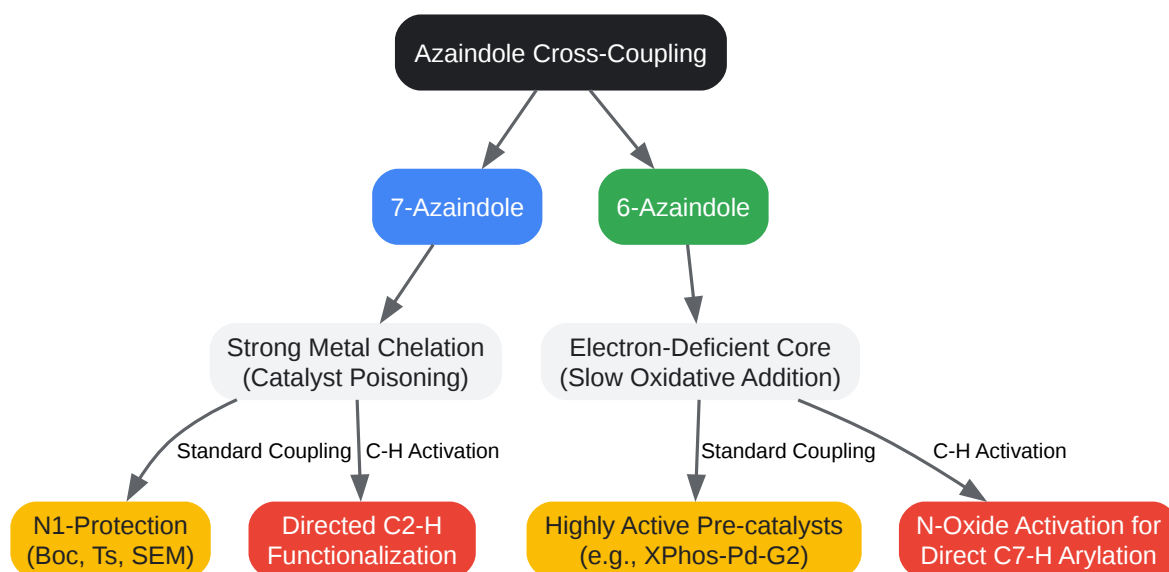 Azaindole Cross-Coupling
7-Azaindole
6-Azaindole
Strong Metal Chelation
(Catalyst Poisoning)
Electron-Deficient Core
(Slow Oxidative Addition)
Standard Coupling
C-H Activation
Standard Coupling
C-H Activation
N1-Protection
(Boc, Ts, SEM)
Directed C2-H
Functionalization
Highly Active Pre-catalysts
(e.g., XPhos-Pd-G2)
N-Oxide Activation for
Direct C7-H Arylation